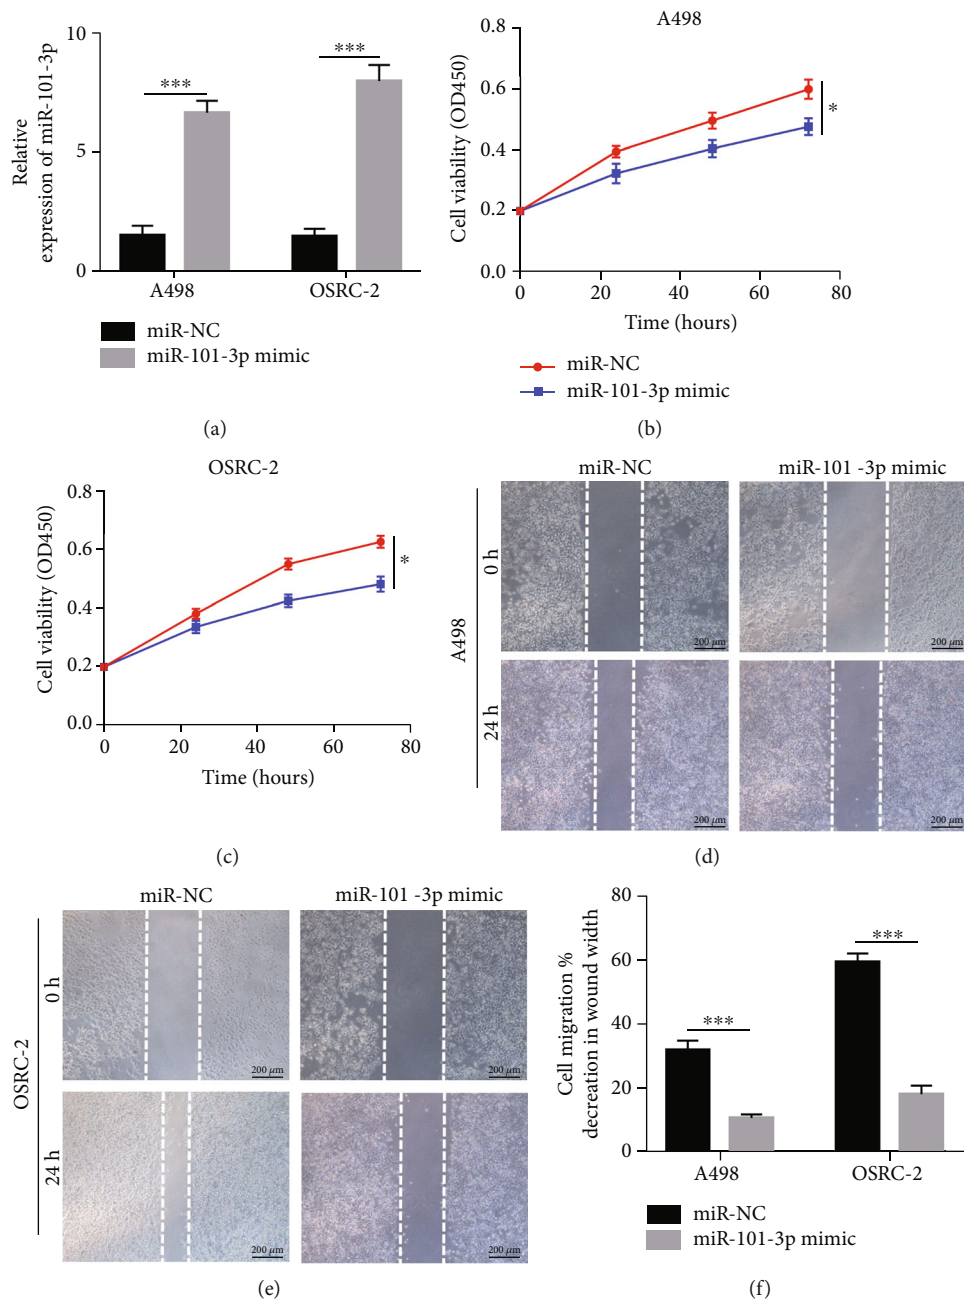 Relative
expression of miR-101-3p
10
5
0
***
***
A498
OSRC-2
miR-NC
miR-101-3p mimic
(a)
A498
Cell viability (OD450)
0.8
0.6
0.4
0.2
0.0
*
0
20
40
60
80
Time (hours)
miR-NC
miR-101-3p mimic
(b)
OSRC-2
Cell viability (OD450)
0.8
0.6
0.4
0.2
0.0
*
0
20
40
60
80
Time (hours)
(c)
miR-NC
miR-101 -3p mimic
A498
0 h
200 µm
200 µm
24 h
200 µm
200 µm
(d)
miR-NC
miR-101 -3p mimic
OSRC-2
0 h
200 µm
200 µm
24 h
200 µm
200 µm
(e)
Cell migration %
decreation in wound width
80
60
40
20
0
***
***
A498
OSRC-2
miR-NC
miR-101-3p mimic
(f)